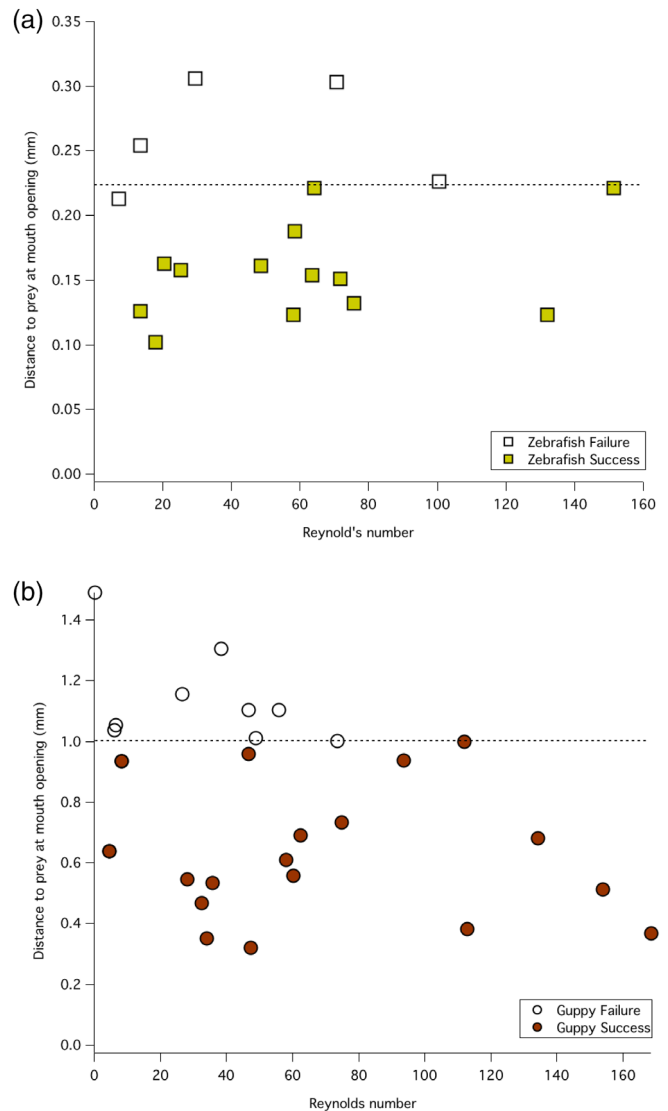 (a)
0.35
0.30
0.25
0.20
0.15
0.10
0.05
0.00
Distance to prey at mouth opening (mm)
Zebrafish Failure
Zebrafish Success
0 20 40 60 80 100 120 140 160
Reynold's number
(b)
1.4
1.2
1.0
0.8
0.6
0.4
0.2
0.0
Distance to prey at mouth opening (mm)
Guppy Failure
Guppy Success
0 20 40 60 80 100 120 140 160
Reynolds number